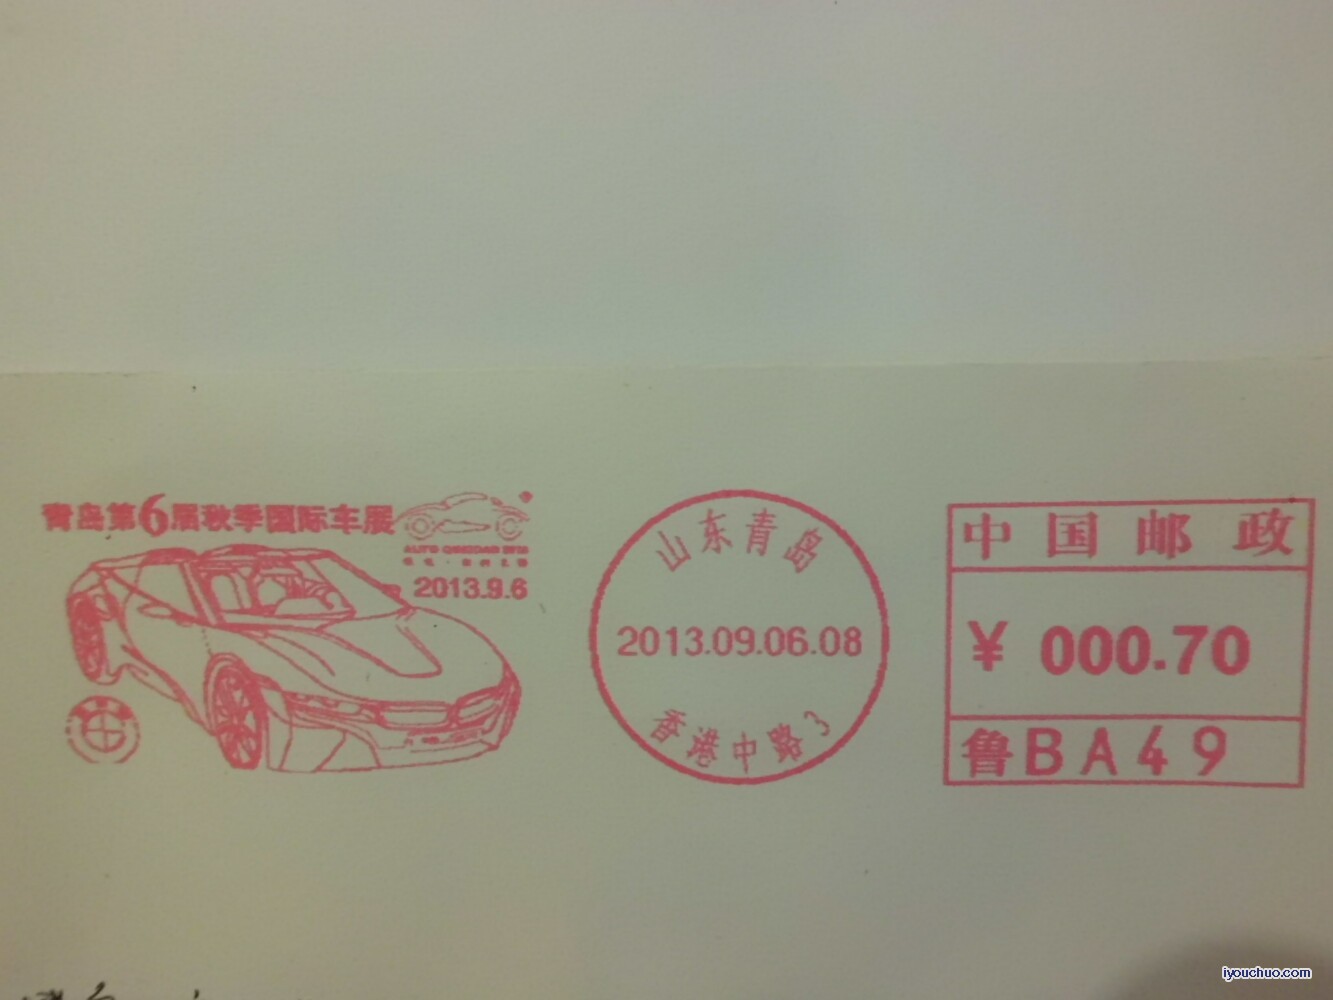 青岛第6届秋季国际车展
2013.9.6
山东青岛
2013.09.06.08
香港中路3
中国邮政
¥ 000.70
鲁BA49
iyouchuo.com